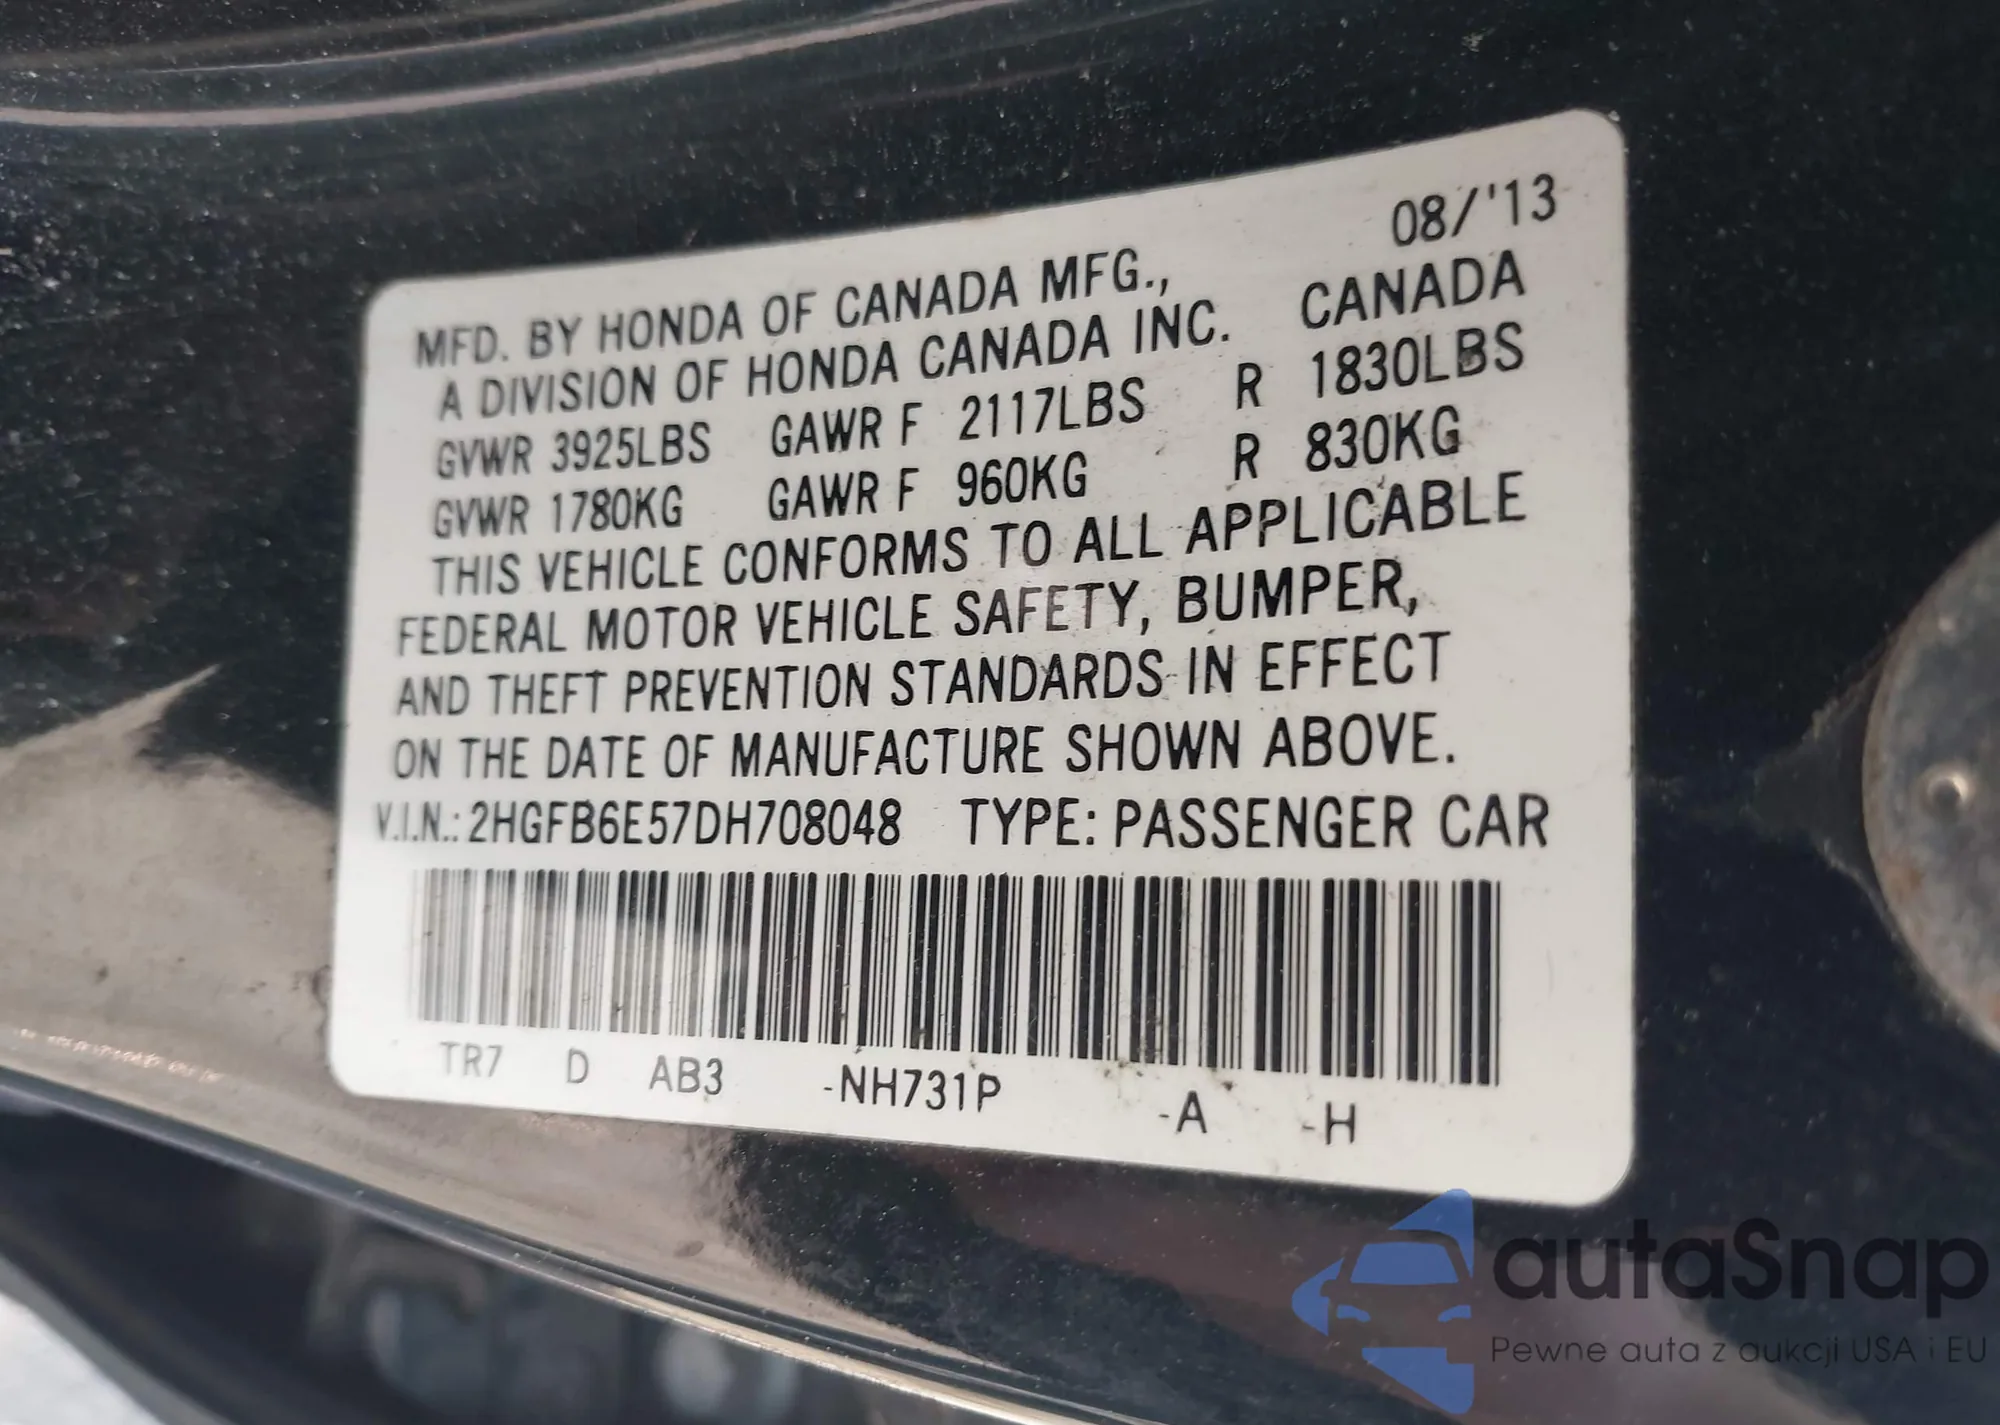 08/'13
MFD. BY HONDA OF CANADA MFG.,
A DIVISION OF HONDA CANADA INC. CANADA
GVWR 3925LBS GAWR F 2117LBS R 1830LBS
GVWR 1780KG GAWR F 960KG R 830KG
THIS VEHICLE CONFORMS TO ALL APPLICABLE
FEDERAL MOTOR VEHICLE SAFETY, BUMPER,
AND THEFT PREVENTION STANDARDS IN EFFECT
ON THE DATE OF MANUFACTURE SHOWN ABOVE.
V.I.N.: 2HGFB6E57DH708048 TYPE: PASSENGER CAR
TR7 D AB3 -NH731P -A -H
autaSnap
Pewne auta z aukcji USA i EU